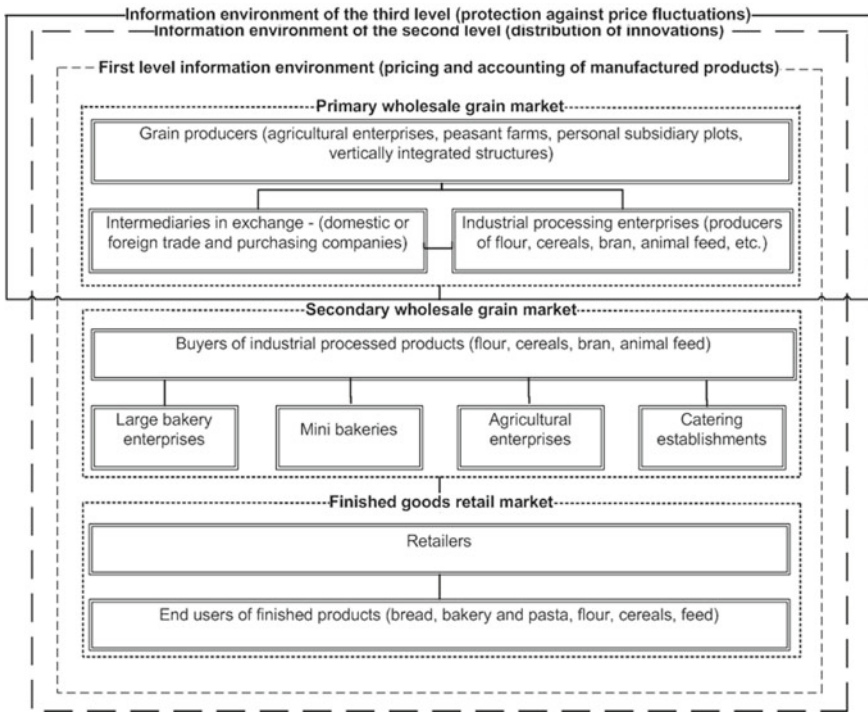 Information environment of the third level (protection against price fluctuations)
Information environment of the second level (distribution of innovations)
First level information environment (pricing and accounting of manufactured products)
Primary wholesale grain market
Grain producers (agricultural enterprises, peasant farms, personal subsidiary plots,
vertically integrated structures)
Intermediaries in exchange - (domestic or
foreign trade and purchasing companies)
Industrial processing enterprises (producers
of flour, cereals, bran, animal feed, etc.)
Secondary wholesale grain market
Buyers of industrial processed products (flour, cereals, bran, animal feed)
Large bakery
enterprises
Mini bakeries
Agricultural
enterprises
Catering
establishments
Finished goods retail market
Retailers
End users of finished products (bread, bakery and pasta, flour, cereals, feed)